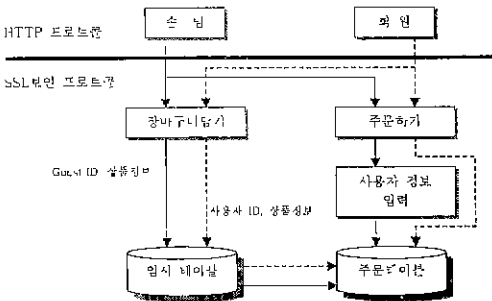 손 님
회 원
HTTP 프로토콜
SSL보안 프로토콜
장바구니담기
주문하기
Guest ID 상품정보
사용자 정보
입력
사용자 ID, 상품정보
임시 테이블
주문테이블